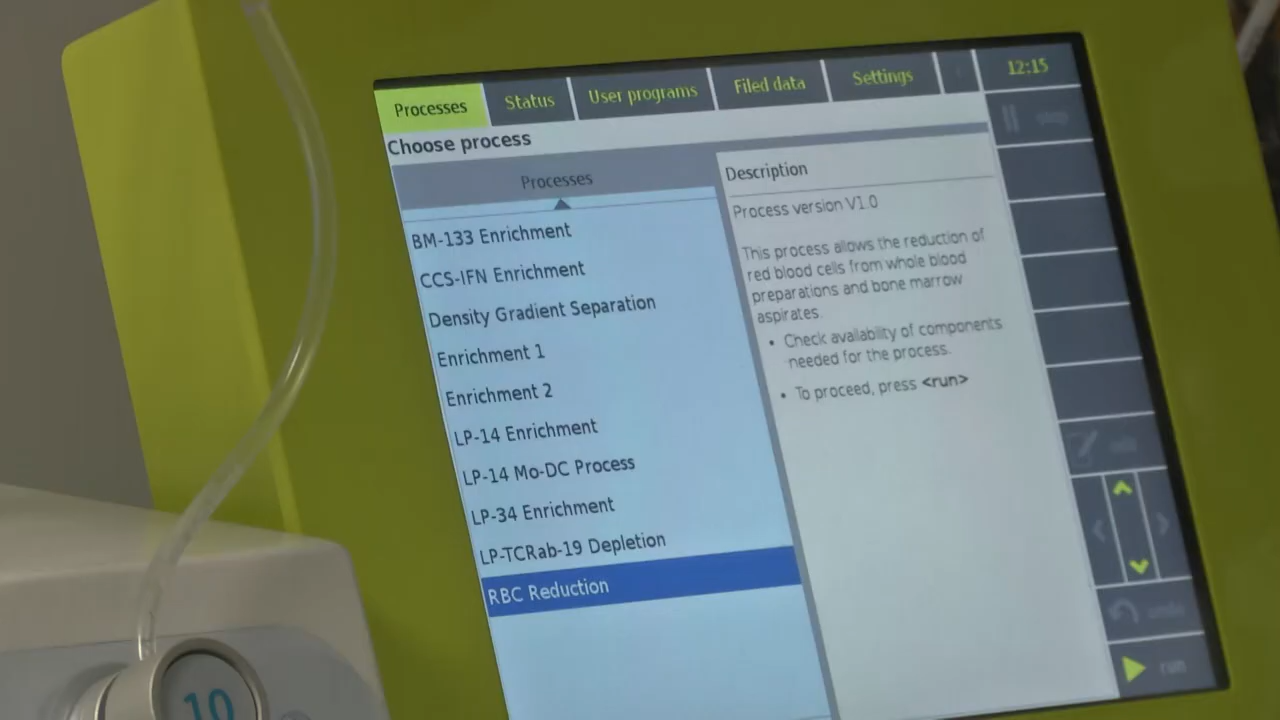 Processes
Status
User programs
Filed data
Settings
12:15
Choose process
Processes
BM-133 Enrichment
CCS-IFN Enrichment
Density Gradient Separation
Enrichment 1
Enrichment 2
LP-14 Enrichment
LP-14 Mo-DC Process
LP-34 Enrichment
LP-TCRab-19 Depletion
RBC Reduction
Description
Process version V1.0
This process allows the reduction of
red blood cells from whole blood
preparations and bone marrow
aspirates.
• Check availability of components
needed for the process.
• To proceed, press <run>
undo
run
10